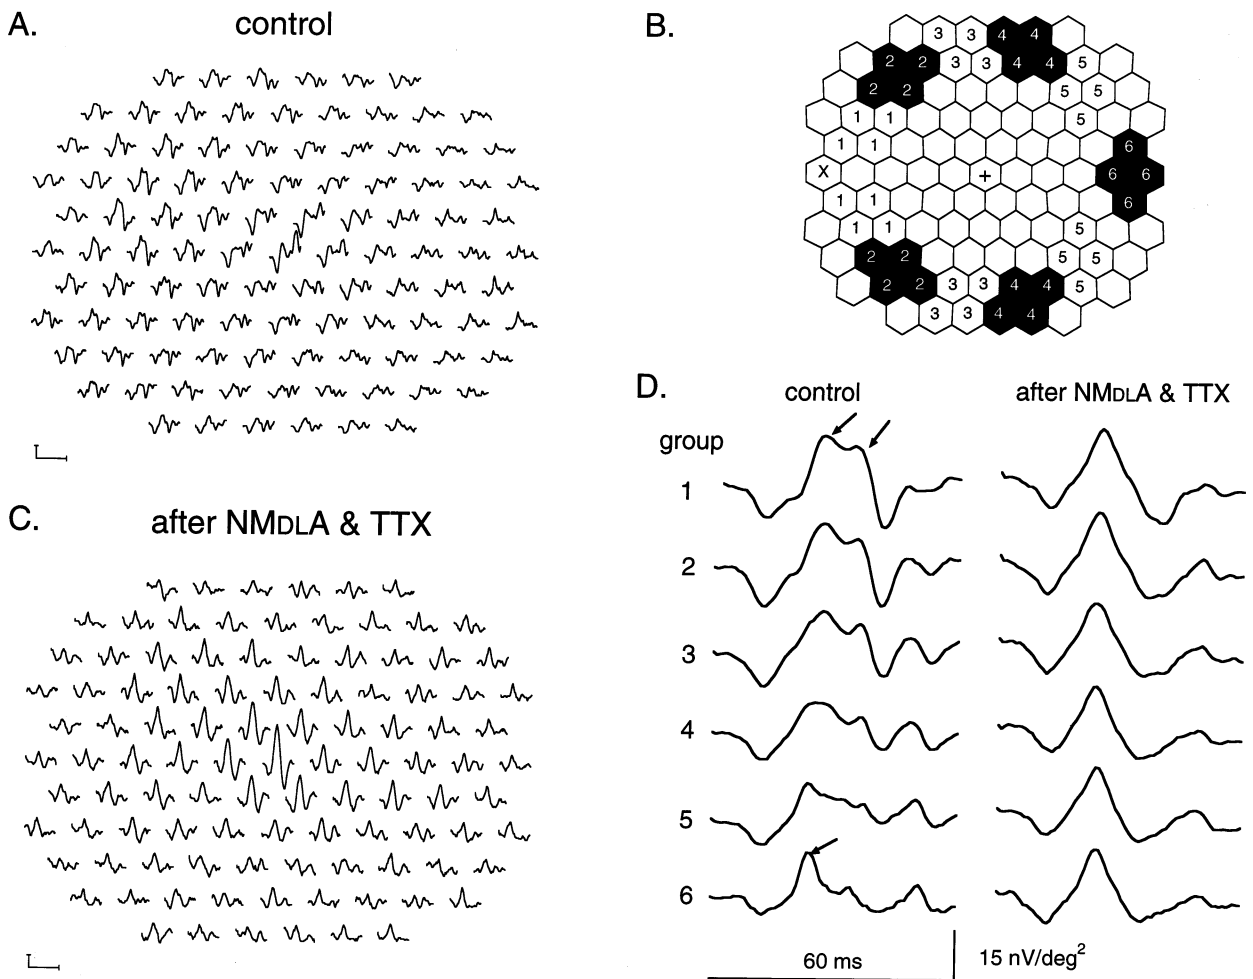 A.
control
B.
3 3 4 4
2 2 3 3 4 4 5
2 2 5 5
1 1 5
1 1 6
X + 6 6
1 1 6
1 1 5
2 2 5 5
2 2 3 3 4 4 5
3 3 4 4
C.
after NMDLA & TTX
D.
control
after NMDLA & TTX
group
1
2
3
4
5
6
60 ms
15 nV/deg²